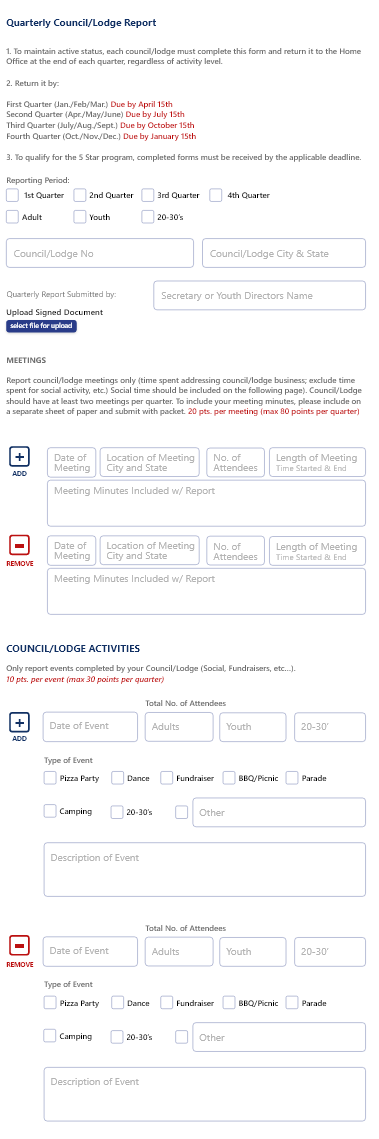 Quarterly Council/Lodge Report
1. To maintain active status, each council/lodge must complete this form and return it to the Home
Office at the end of each quarter, regardless of activity level.
2. Return it by:
First Quarter (Jan./Feb/Mar.) Due by April 15th
Second Quarter (Apr./May/June) Due by July 15th
Third Quarter (July/Aug./Sept.) Due by October 15th
Fourth Quarter (Oct./Nov./Dec.) Due by January 15th
3. To qualify for the 5 Star program, completed forms must be received by the applicable deadline.
Reporting Period:
1st Quarter 2nd Quarter 3rd Quarter 4th Quarter
Adult Youth 20-30's
Council/Lodge No Council/Lodge City & State
Quarterly Report Submitted by: Secretary or Youth Directors Name
Upload Signed Document
select file for upload
MEETINGS
Report council/lodge meetings only (time spent addressing council/lodge business; exclude time
spent for social activity, etc.) Social time should be included on the following page). Council/Lodge
should have at least two meetings per quarter. To include your meeting minutes, please include on
a separate sheet of paper and submit with packet. 20 pts. per meeting (max 80 points per quarter)
Date of Location of Meeting No. of Length of Meeting
Meeting City and State Attendees Time Started & End
ADD
Meeting Minutes Included w/ Report
Date of Location of Meeting No. of Length of Meeting
Meeting City and State Attendees Time Started & End
REMOVE
Meeting Minutes Included w/ Report
COUNCIL/LODGE ACTIVITIES
Only report events completed by your Council/Lodge (Social, Fundraisers, etc...).
10 pts. per event (max 30 points per quarter)
Total No. of Attendees
Date of Event Adults Youth 20-30'
ADD
Type of Event
Pizza Party Dance Fundraiser BBQ/Picnic Parade
Camping 20-30's Other
Description of Event
Total No. of Attendees
Date of Event Adults Youth 20-30'
REMOVE
Type of Event
Pizza Party Dance Fundraiser BBQ/Picnic Parade
Camping 20-30's Other
Description of Event